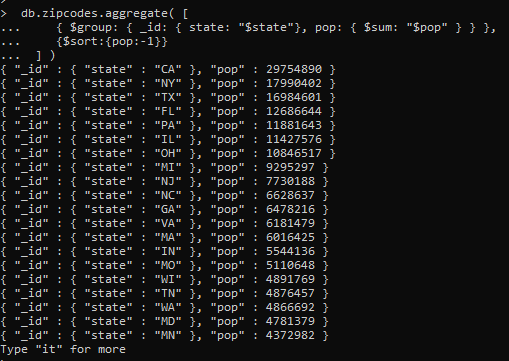 >  db.zipcodes.aggregate( [
...     { $group: { _id: { state: "$state"}, pop: { $sum: "$pop" } } },
...     {$sort:{pop:-1}}
...  ] )
{ "_id" : { "state" : "CA" }, "pop" : 29754890 }
{ "_id" : { "state" : "NY" }, "pop" : 17990402 }
{ "_id" : { "state" : "TX" }, "pop" : 16984601 }
{ "_id" : { "state" : "FL" }, "pop" : 12686644 }
{ "_id" : { "state" : "PA" }, "pop" : 11881643 }
{ "_id" : { "state" : "IL" }, "pop" : 11427576 }
{ "_id" : { "state" : "OH" }, "pop" : 10846517 }
{ "_id" : { "state" : "MI" }, "pop" : 9295297 }
{ "_id" : { "state" : "NJ" }, "pop" : 7730188 }
{ "_id" : { "state" : "NC" }, "pop" : 6628637 }
{ "_id" : { "state" : "GA" }, "pop" : 6478216 }
{ "_id" : { "state" : "VA" }, "pop" : 6181479 }
{ "_id" : { "state" : "MA" }, "pop" : 6016425 }
{ "_id" : { "state" : "IN" }, "pop" : 5544136 }
{ "_id" : { "state" : "MO" }, "pop" : 5110648 }
{ "_id" : { "state" : "WI" }, "pop" : 4891769 }
{ "_id" : { "state" : "TN" }, "pop" : 4876457 }
{ "_id" : { "state" : "WA" }, "pop" : 4866692 }
{ "_id" : { "state" : "MD" }, "pop" : 4781379 }
{ "_id" : { "state" : "MN" }, "pop" : 4372982 }
Type "it" for more